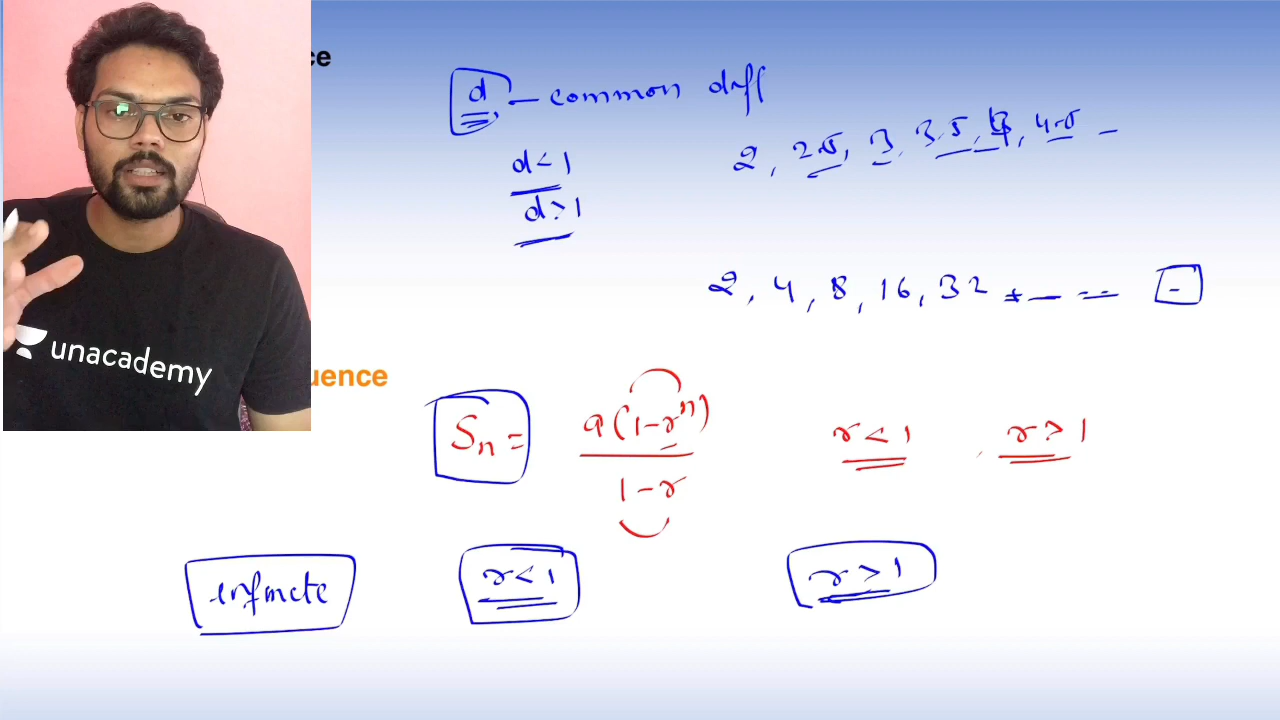 ce
d - common diff
d < 1
d > 1
2, 2.5, 3, 3.5, 4, 4.5 -
2, 4, 8, 16, 32
unacademy
uence
Sn = a(1-r^n) / 1-r
r < 1, r > 1
infinite
r < 1
r > 1